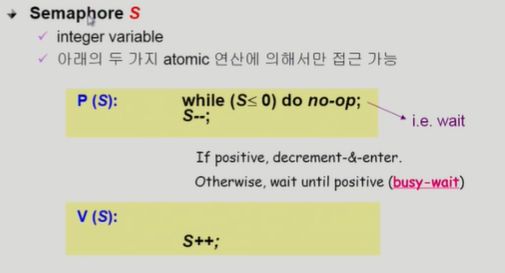 Semaphore S
integer variable
아래의 두 가지 atomic 연산에 의해서만 접근 가능
P (S): while (S≤ 0) do no-op;
S--;
i.e. wait
If positive, decrement-&-enter.
Otherwise, wait until positive (busy-wait)
V (S):
S++;